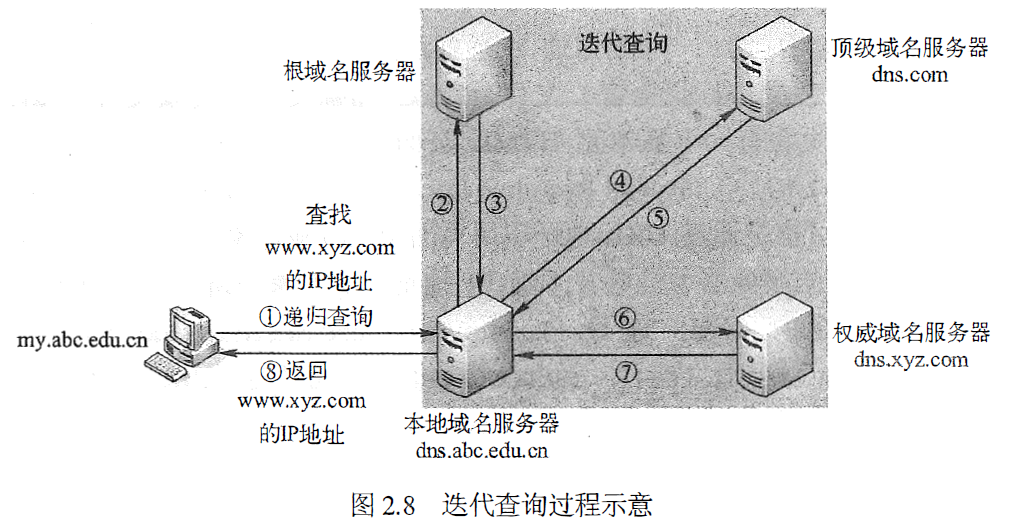 迭代查询
根域名服务器
顶级域名服务器
dns.com
②
③
④
⑤
查找
www.xyz.com
的IP地址
①递归查询
my.abc.edu.cn
⑥
⑦
权威域名服务器
dns.xyz.com
⑧返回
www.xyz.com
的IP地址
本地域名服务器
dns.abc.edu.cn
图 2.8 迭代查询过程示意